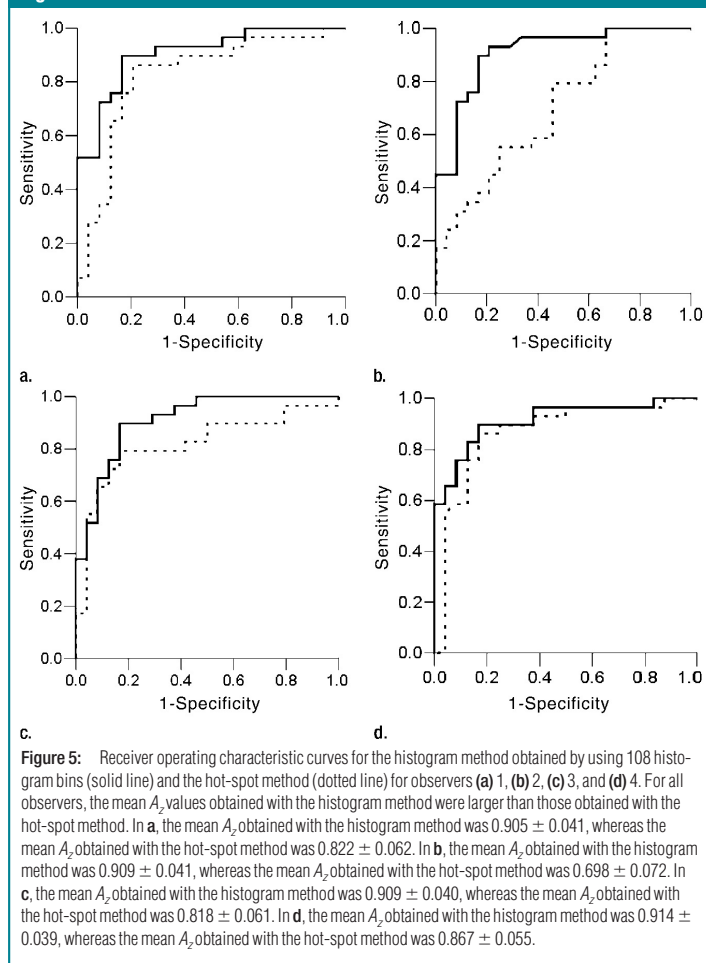 1.0
0.8
0.6
0.4
0.2
0.0
Sensitivity
0.0 0.2 0.4 0.6 0.8 1.0
1-Specificity
a.
1.0
0.8
0.6
0.4
0.2
0.0
Sensitivity
0.0 0.2 0.4 0.6 0.8 1.0
1-Specificity
b.
1.0
0.8
0.6
0.4
0.2
0.0
Sensitivity
0.0 0.2 0.4 0.6 0.8 1.0
1-Specificity
c.
1.0
0.8
0.6
0.4
0.2
0.0
Sensitivity
0.0 0.2 0.4 0.6 0.8 1.0
1-Specificity
d.
Figure 5: Receiver operating characteristic curves for the histogram method obtained by using 108 histo-
gram bins (solid line) and the hot-spot method (dotted line) for observers (a) 1, (b) 2, (c) 3, and (d) 4. For all
observers, the mean Az values obtained with the histogram method were larger than those obtained with the
hot-spot method. In a, the mean Az obtained with the histogram method was 0.905 ± 0.041, whereas the
mean Az obtained with the hot-spot method was 0.822 ± 0.062. In b, the mean Az obtained with the histogram
method was 0.909 ± 0.041, whereas the mean Az obtained with the hot-spot method was 0.698 ± 0.072. In
c, the mean Az obtained with the histogram method was 0.909 ± 0.040, whereas the mean Az obtained with
the hot-spot method was 0.818 ± 0.061. In d, the mean Az obtained with the histogram method was 0.914 ±
0.039, whereas the mean Az obtained with the hot-spot method was 0.867 ± 0.055.